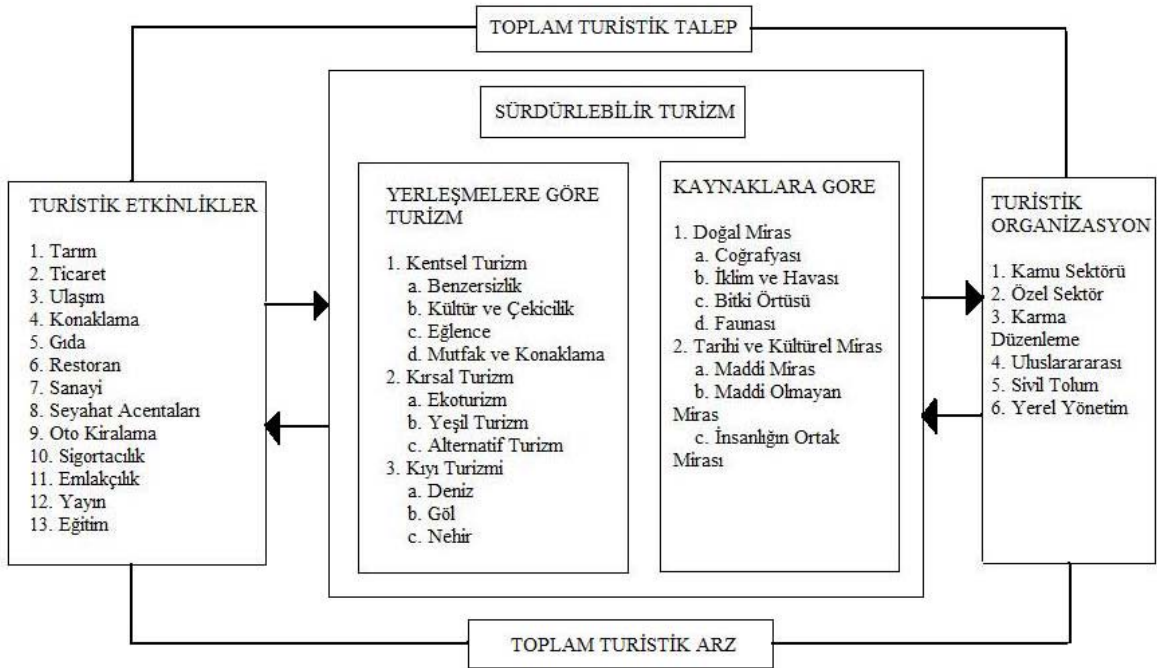 TOPLAM TURİSTİK TALEP
SÜRDÜRLEBİLİR TURİZM
TURİSTİK ETKİNLİKLER
1. Tarım
2. Ticaret
3. Ulaşım
4. Konaklama
5. Gıda
6. Restoran
7. Sanayi
8. Seyahat Acentaları
9. Oto Kiralama
10. Sigortacılık
11. Emlakçılık
12. Yayın
13. Eğitim
YERLEŞMELERE GÖRE
TURİZM
1. Kentsel Turizm
a. Benzersizlik
b. Kültür ve Çekicilik
c. Eğlence
d. Mutfak ve Konaklama
2. Kırsal Turizm
a. Ekoturizm
b. Yeşil Turizm
c. Alternatif Turizm
3. Kıyı Turizmi
a. Deniz
b. Göl
c. Nehir
KAYNAKLARA GORE
1. Doğal Miras
a. Coğrafyası
b. İklim ve Havası
c. Bitki Örtüsü
d. Faunası
2. Tarihi ve Kültürel Miras
a. Maddi Miras
b. Maddi Olmayan
Miras
c. İnsanlığın Ortak
Mirası
TURİSTİK
ORGANİZASYON
1. Kamu Sektörü
2. Özel Sektör
3. Karma
Düzenleme
4. Uluslarararası
5. Sivil Tolum
6. Yerel Yönetim
TOPLAM TURİSTİK ARZ